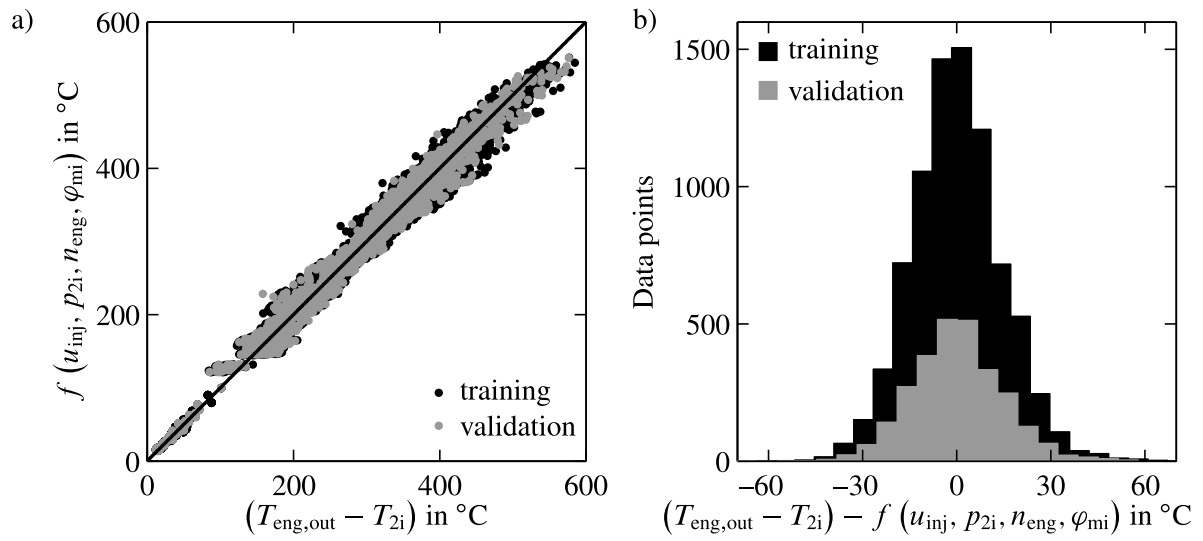 a)
600
400
200
0
f (u_inj, p_2i, n_eng, φ_mi) in °C
training
validation
0 200 400 600
(T_eng,out − T_2i) in °C
b)
1500
1000
500
0
Data points
training
validation
−60 −30 0 30 60
(T_eng,out − T_2i) − f (u_inj, p_2i, n_eng, φ_mi) in °C